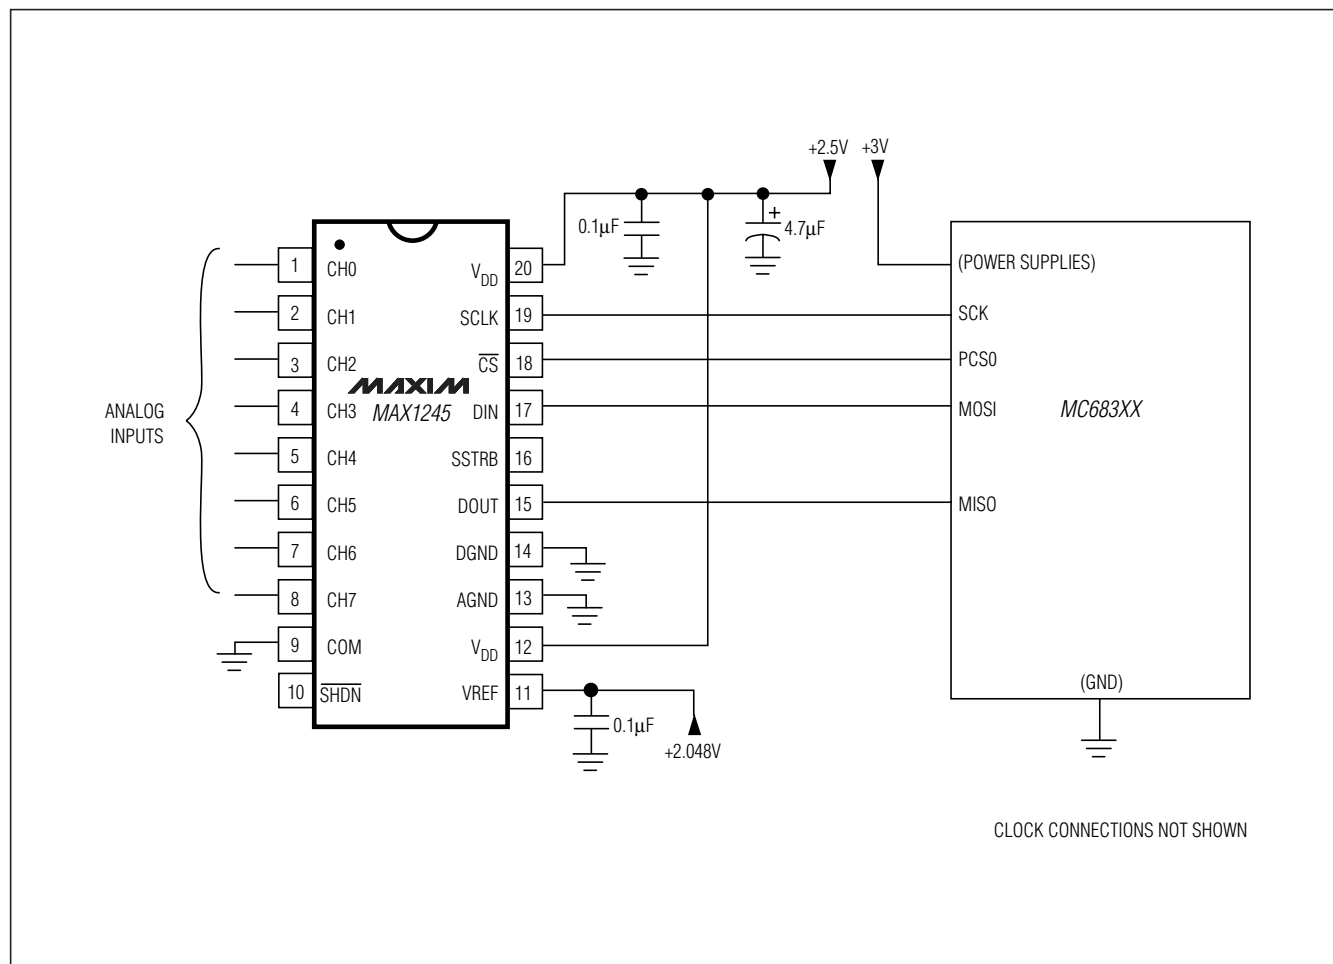 +2.5V +3V
0.1µF
+
4.7µF
1 CH0
2 CH1
3 CH2
4 CH3
5 CH4
6 CH5
7 CH6
8 CH7
9 COM
10 SHDN
ANALOG
INPUTS
MAXIM
MAX1245
VDD 20
SCLK 19
CS 18
DIN 17
SSTRB 16
DOUT 15
DGND 14
AGND 13
VDD 12
VREF 11
0.1µF
+2.048V
(POWER SUPPLIES)
SCK
PCS0
MOSI
MC683XX
MISO
(GND)
CLOCK CONNECTIONS NOT SHOWN